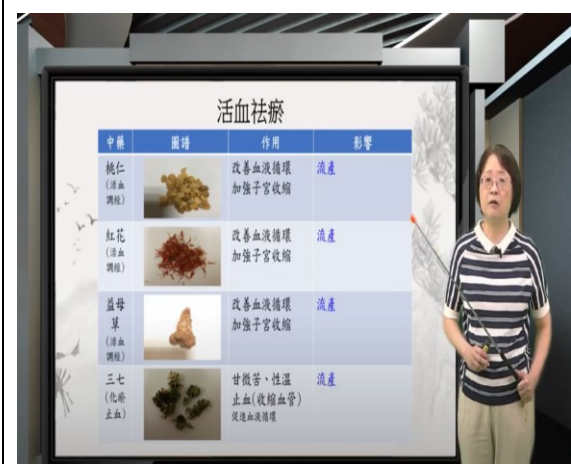 活血祛瘀
中藥 圖譜 作用 影響
桃仁
(活血
調經)
改善血液循環
加強子宮收縮
流產
紅花
(活血
調經)
改善血液循環
加強子宮收縮
流產
益母
草
(活血
調經)
改善血液循環
加強子宮收縮
流產
三七
(化瘀
止血)
甘微苦、性溫
止血(收縮血管)
促進血液循環
流產